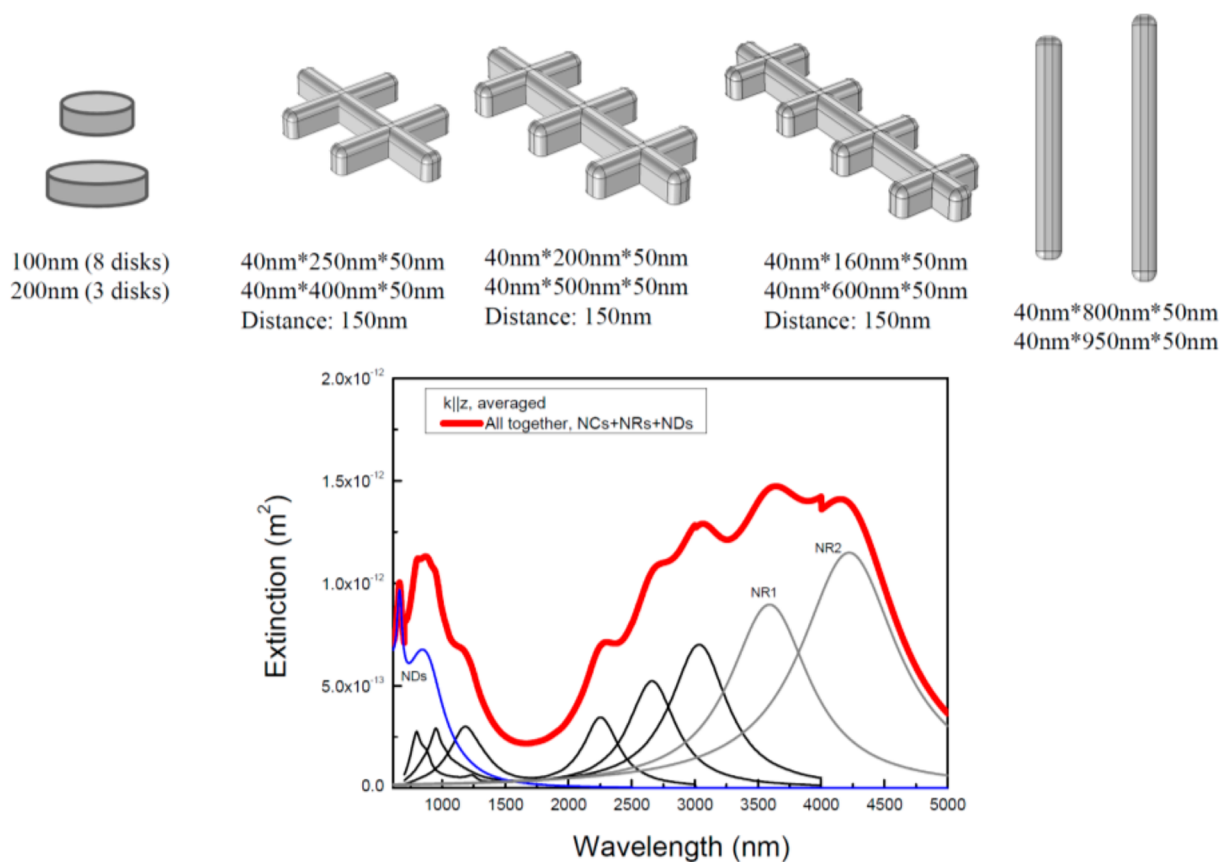 100nm (8 disks)
200nm (3 disks)
40nm*250nm*50nm
40nm*400nm*50nm
Distance: 150nm
40nm*200nm*50nm
40nm*500nm*50nm
Distance: 150nm
40nm*160nm*50nm
40nm*600nm*50nm
Distance: 150nm
40nm*800nm*50nm
40nm*950nm*50nm
2.0x10⁻¹²
k||z, averaged
All together, NCs+NRs+NDs
1.5x10⁻¹²
1.0x10⁻¹²
5.0x10⁻¹³
0.0
Extinction (m²)
NDs
NR1
NR2
1000 1500 2000 2500 3000 3500 4000 4500 5000
Wavelength (nm)